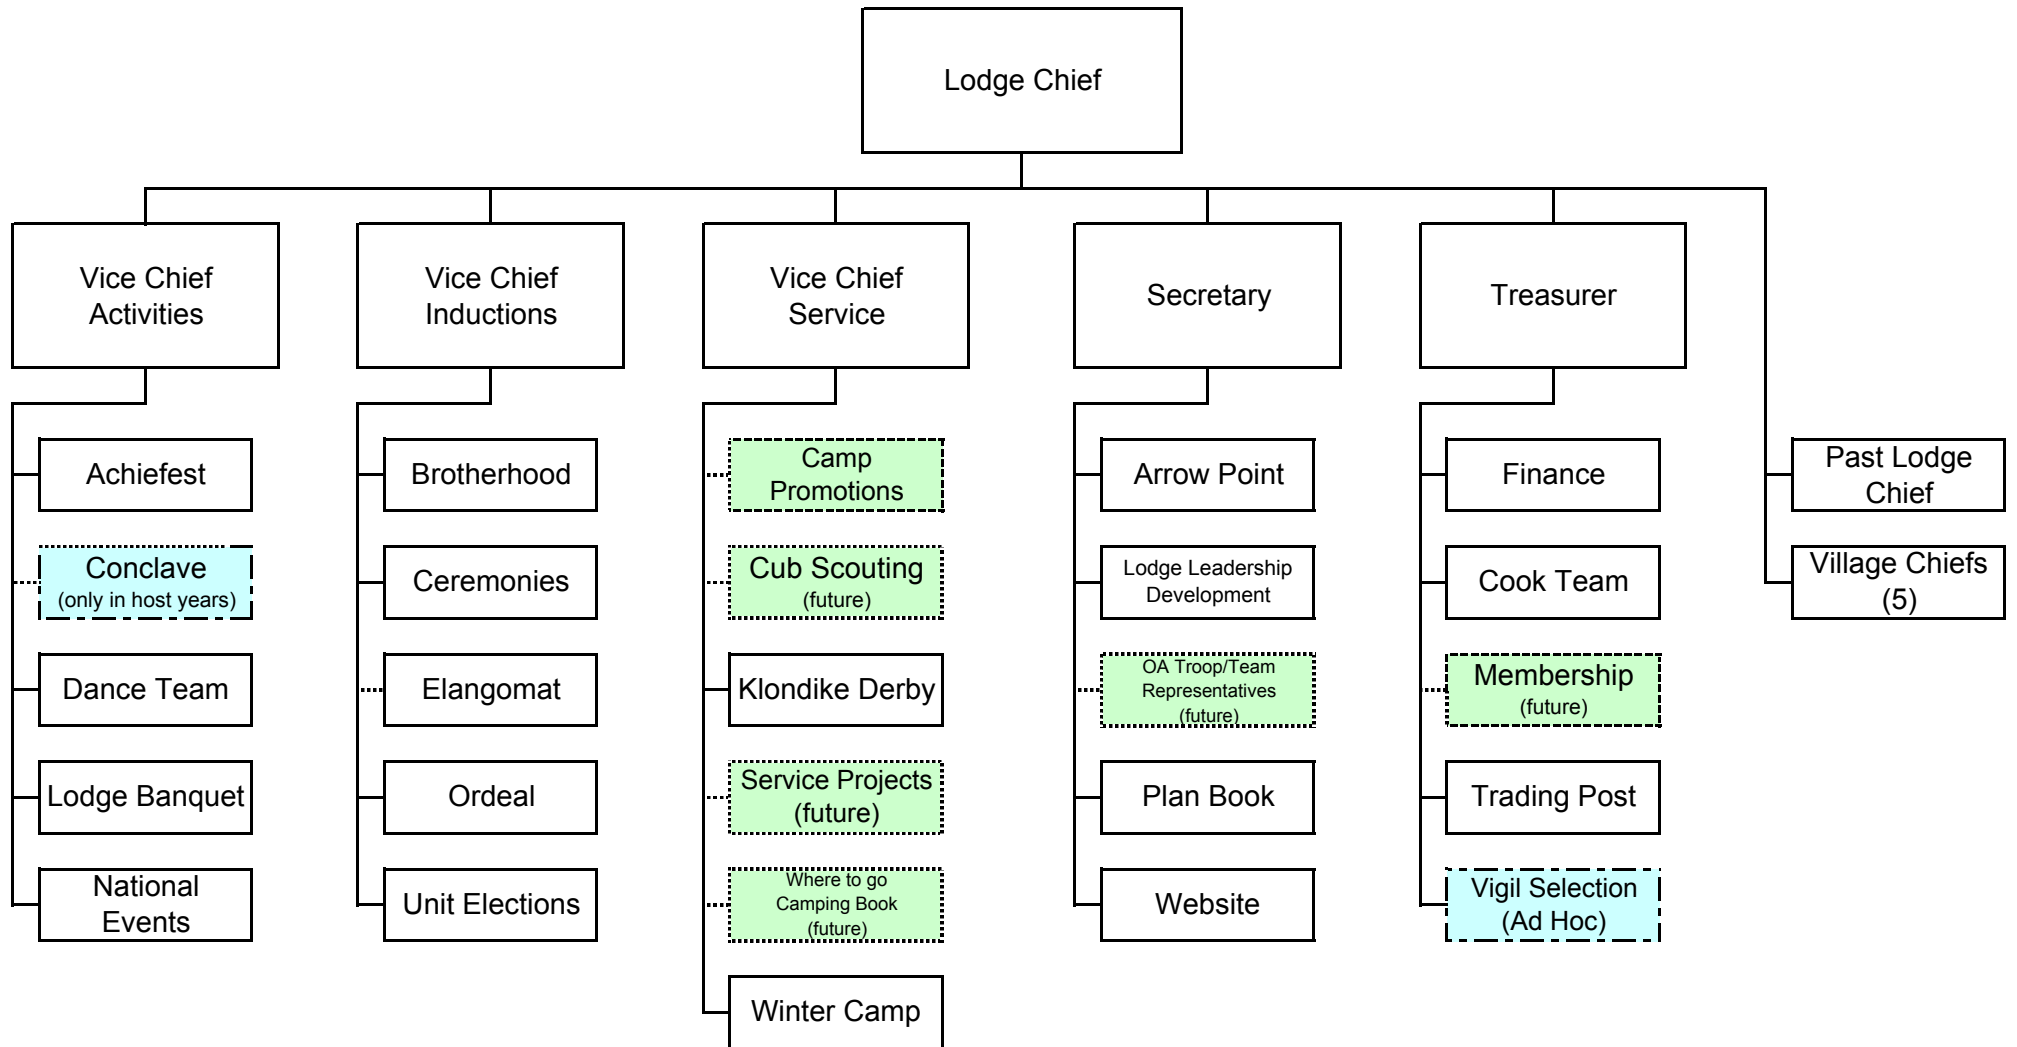 Lodge Chief
Vice Chief
Activities
Vice Chief
Inductions
Vice Chief
Service
Secretary
Treasurer
Achiefest
Conclave
(only in host years)
Dance Team
Lodge Banquet
National
Events
Brotherhood
Ceremonies
Elangomat
Ordeal
Unit Elections
Camp
Promotions
Cub Scouting
(future)
Klondike Derby
Service Projects
(future)
Where to go
Camping Book
(future)
Winter Camp
Arrow Point
Lodge Leadership
Development
OA Troop/Team
Representatives
(future)
Plan Book
Website
Finance
Cook Team
Membership
(future)
Trading Post
Vigil Selection
(Ad Hoc)
Past Lodge
Chief
Village Chiefs
(5)